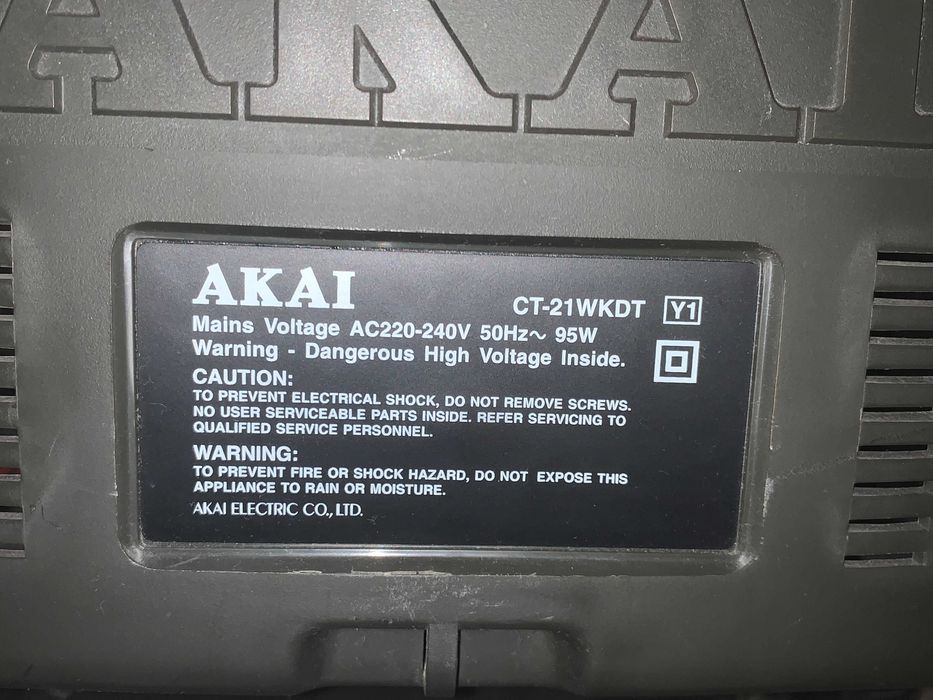 AKAI
AKAI
CT-21WKDT Y1
Mains Voltage AC220-240V 50Hz~ 95W
Warning - Dangerous High Voltage Inside.
CAUTION:
TO PREVENT ELECTRICAL SHOCK, DO NOT REMOVE SCREWS.
NO USER SERVICEABLE PARTS INSIDE. REFER SERVICING TO
QUALIFIED SERVICE PERSONNEL.
WARNING:
TO PREVENT FIRE OR SHOCK HAZARD, DO NOT EXPOSE THIS
APPLIANCE TO RAIN OR MOISTURE.
AKAI ELECTRIC CO., LTD.